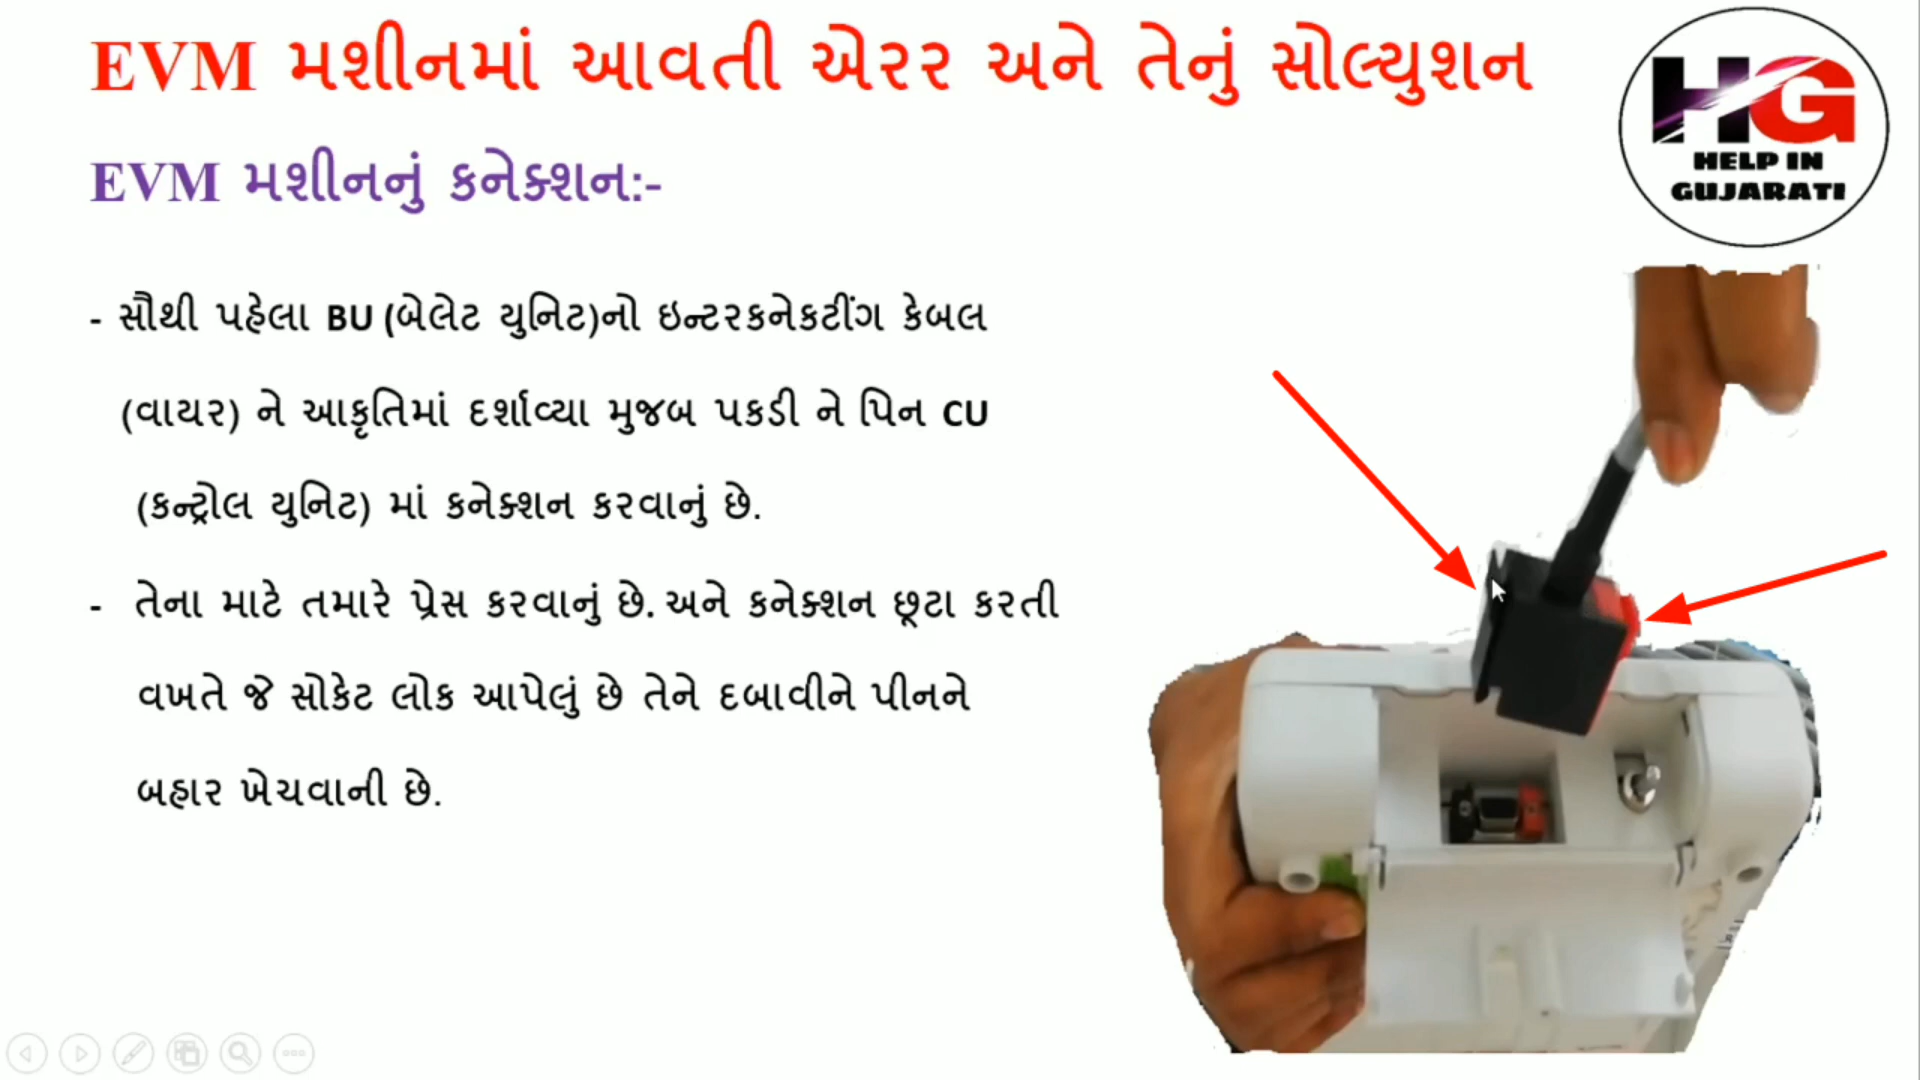 EVM મશીનમાં આવતી એરર અને તેનું સોલ્યુશન
HG
HELP IN
GUJARATI
EVM મશીનનું કનેક્શન:-
- સૌથી પહેલા BU (બેલેટ યુનિટ)નો ઇન્ટરકનેકટીંગ કેબલ
(વાયર) ને આકૃતિમાં દર્શાવ્યા મુજબ પકડી ને પિન CU
(કન્ટ્રોલ યુનિટ) માં કનેક્શન કરવાનું છે.
- તેના માટે તમારે પ્રેસ કરવાનું છે. અને કનેક્શન છૂટા કરતી
વખતે જે સોકેટ લોક આપેલું છે તેને દબાવીને પીનને
બહાર ખેચવાની છે.